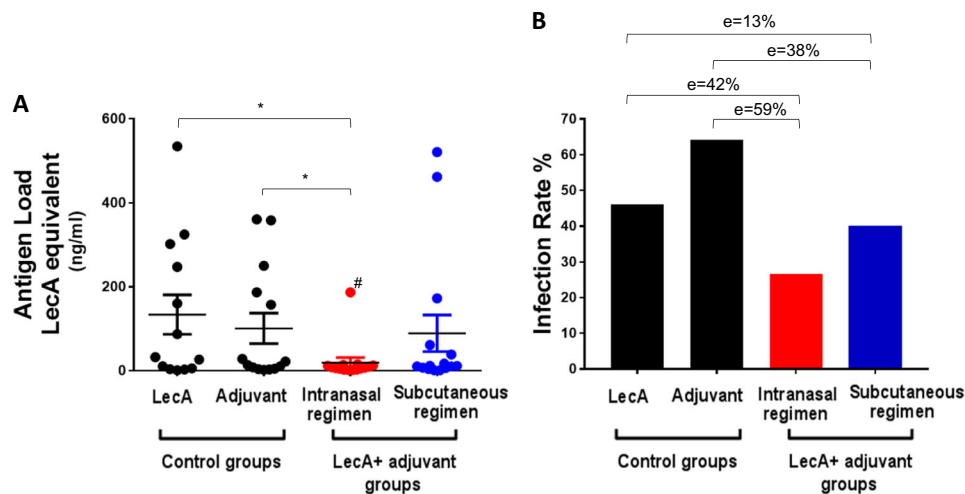 A
Antigen Load
LecA equivalent
(ng/ml)
600
400
200
0
*
*
#
LecA
Adjuvant
Intranasal
regimen
Subcutaneous
regimen
Control groups
LecA+ adjuvant
groups
B
e=13%
e=38%
e=42%
e=59%
Infection Rate %
70
60
50
40
30
20
10
0
LecA
Adjuvant
Intranasal
regimen
Subcutaneous
regimen
Control groups
LecA+ adjuvant
groups